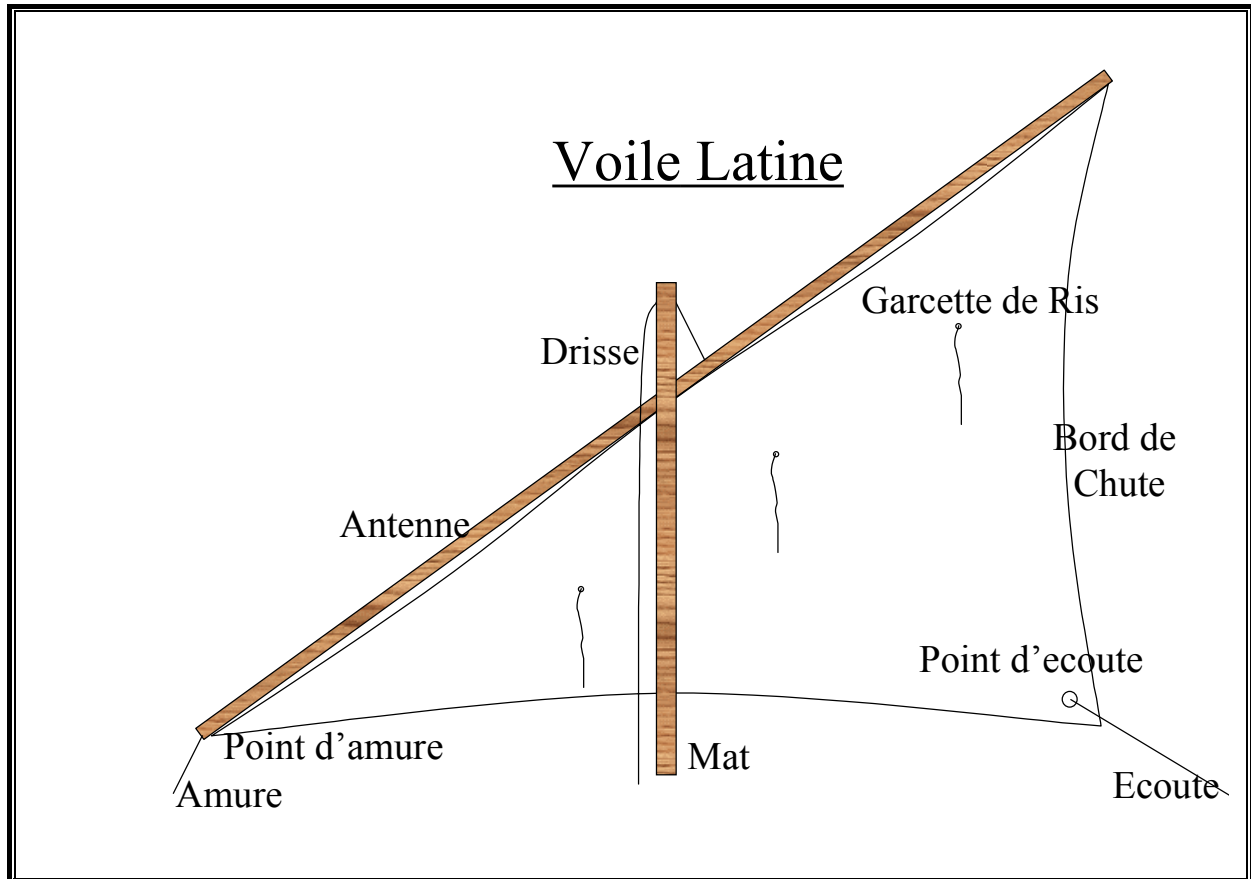 Voile Latine
Garcette de Ris
Drisse
Bord de
Chute
Antenne
Point d’ecoute
Point d’amure
Mat
Ecoute
Amure